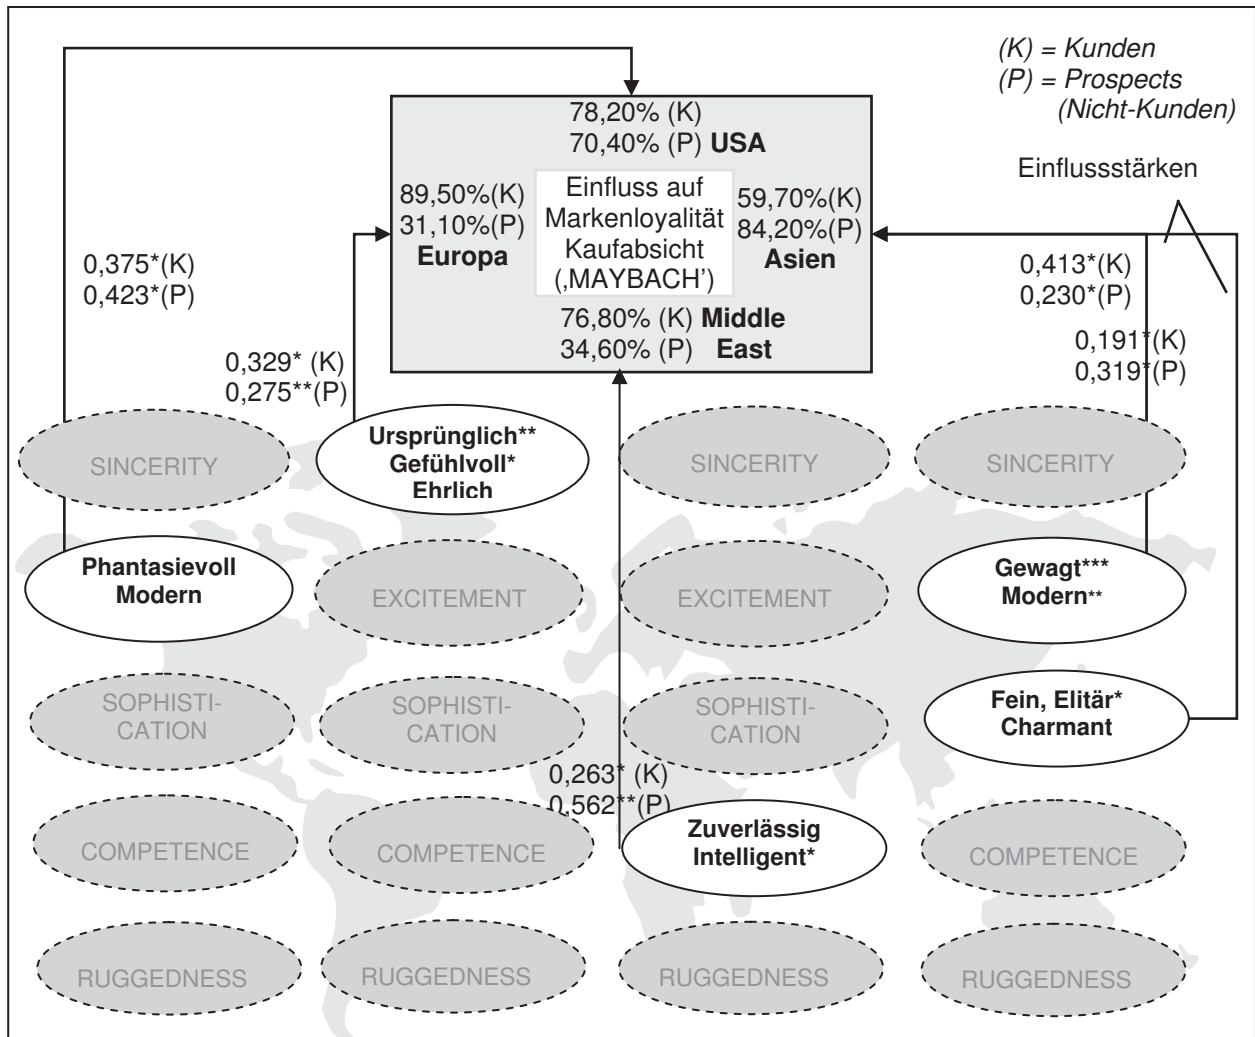 (K) = Kunden
(P) = Prospects
(Nicht-Kunden)
Einflussstärken
78,20% (K)
70,40% (P) USA
89,50%(K)
31,10%(P)
Europa
Einfluss auf
Markenloyalität
Kaufabsicht
(‚MAYBACH’)
59,70%(K)
84,20%(P)
Asien
76,80% (K) Middle
34,60% (P) East
0,375*(K)
0,423*(P)
0,329* (K)
0,275**(P)
0,413*(K)
0,230*(P)
0,191*(K)
0,319*(P)
SINCERITY
Ursprünglich**
Gefühlvoll*
Ehrlich
SINCERITY
SINCERITY
Phantasievoll
Modern
EXCITEMENT
EXCITEMENT
Gewagt***
Modern**
SOPHISTI-
CATION
SOPHISTI-
CATION
SOPHISTI-
CATION
Fein, Elitär*
Charmant
0,263* (K)
0,562**(P)
COMPETENCE
COMPETENCE
Zuverlässig
Intelligent*
COMPETENCE
RUGGEDNESS
RUGGEDNESS
RUGGEDNESS
RUGGEDNESS